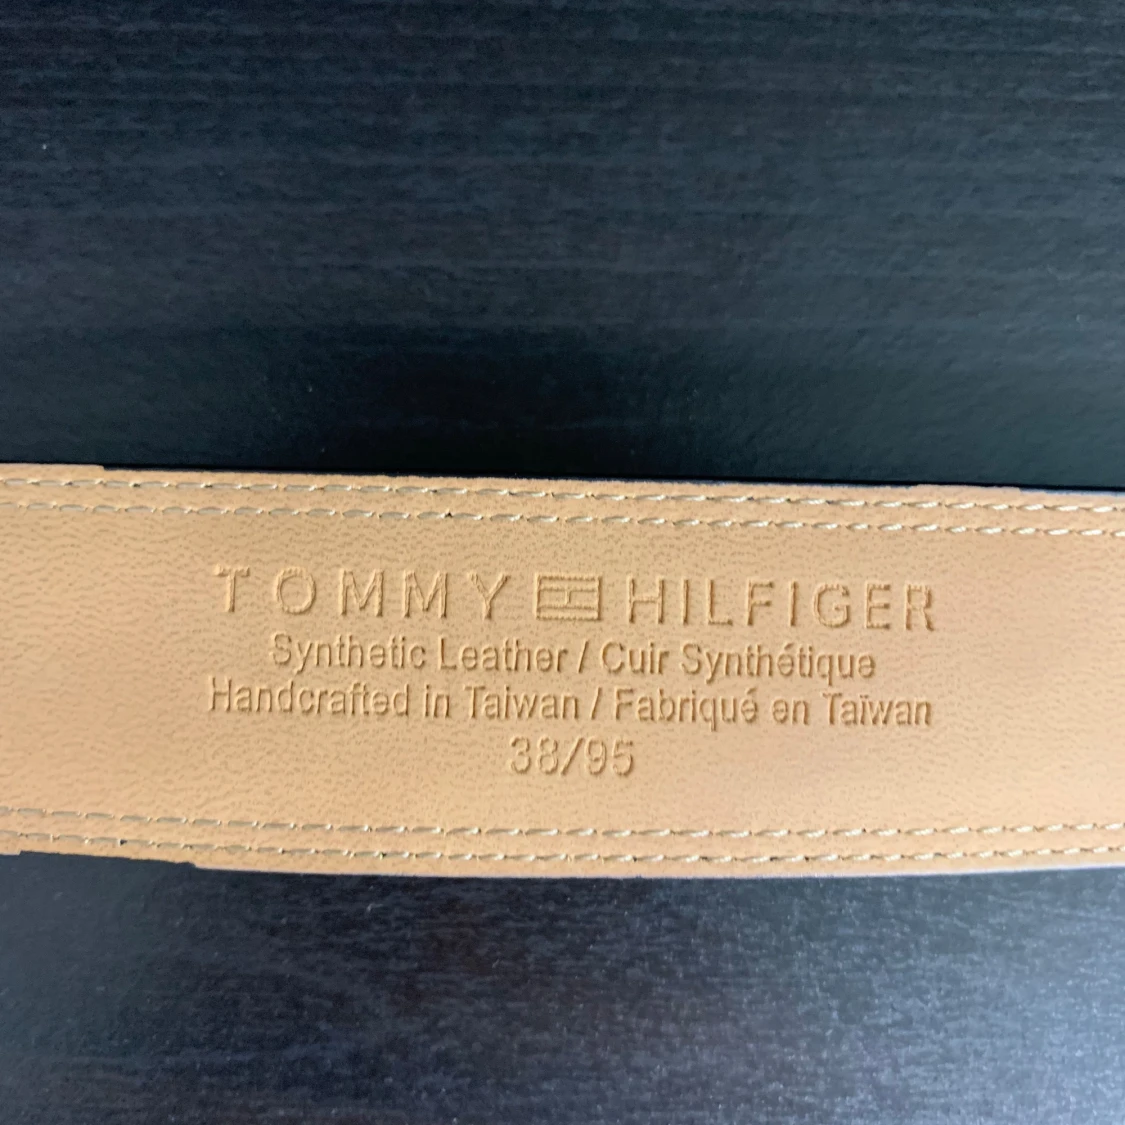 TOMMY HILFIGER
Synthetic Leather / Cuir Synthétique
Handcrafted in Taiwan / Fabriqué en Taïwan
38/95